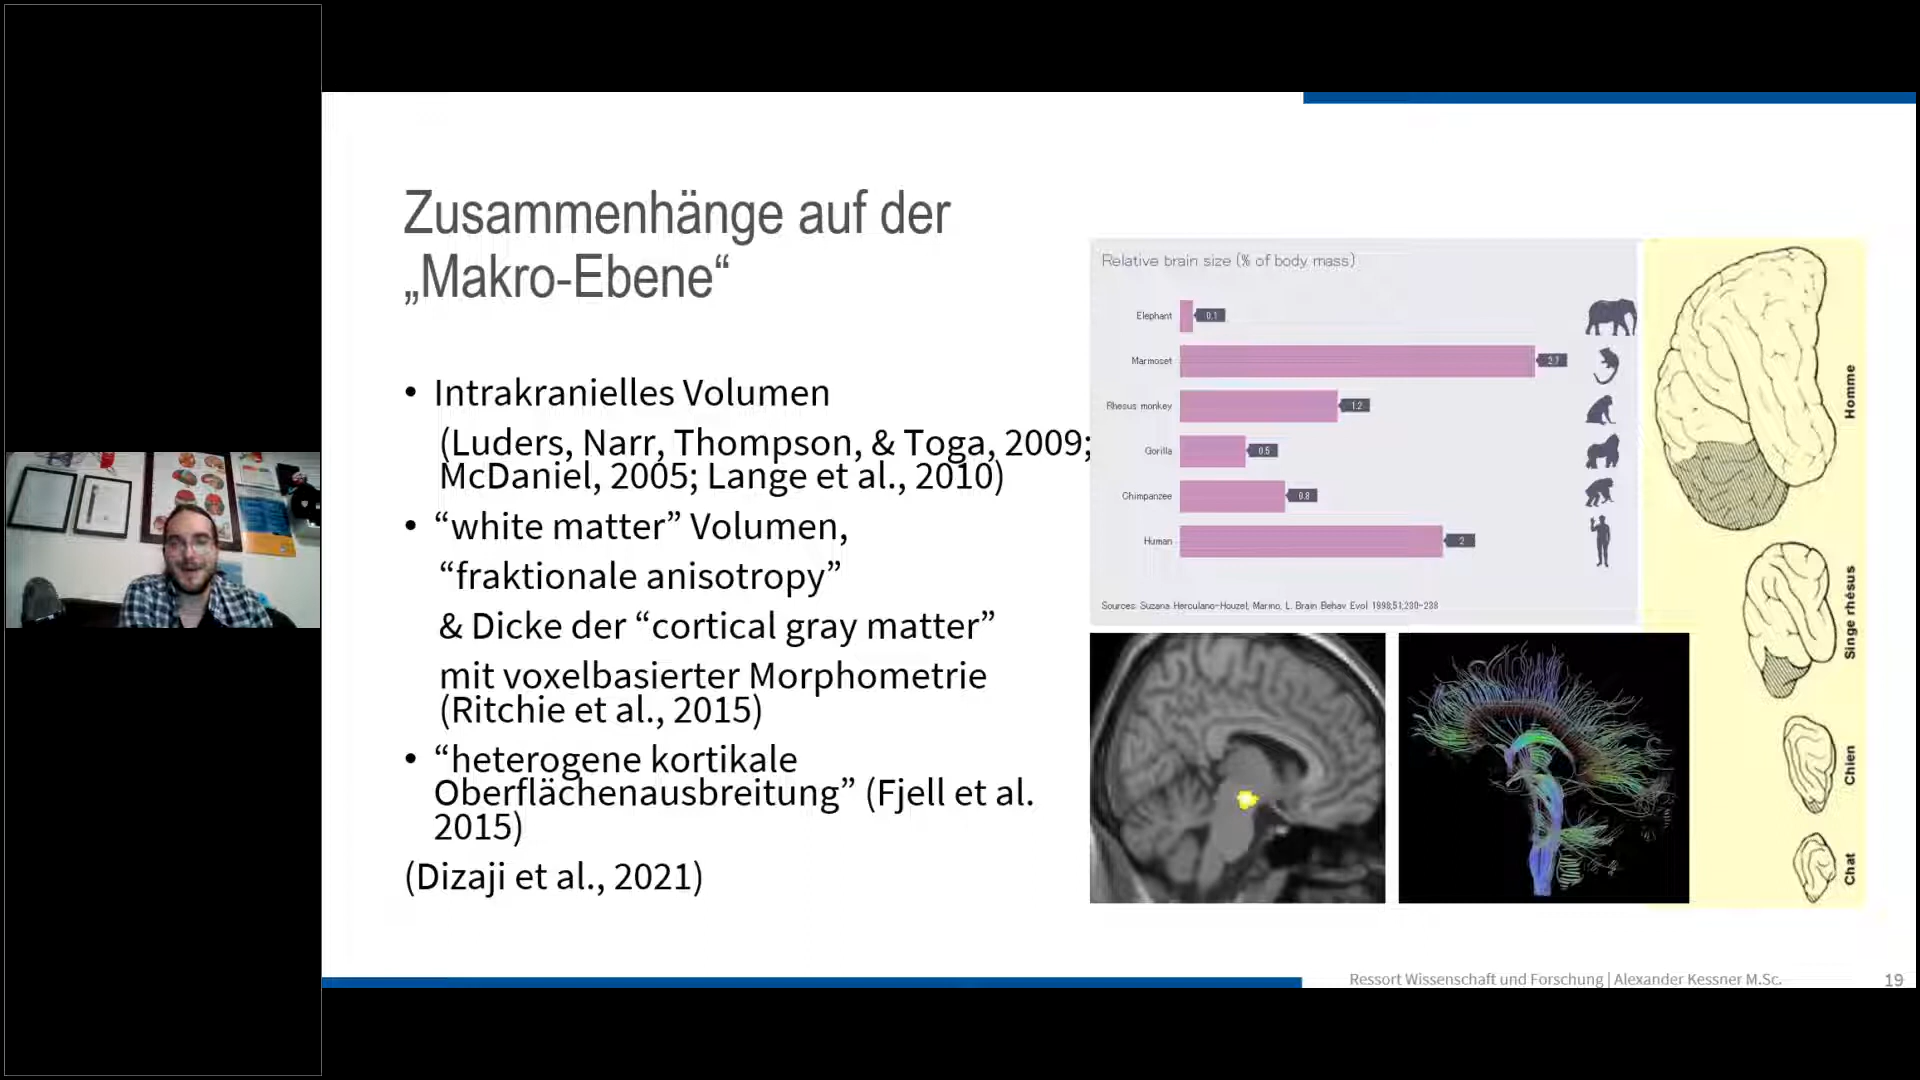 Zusammenhänge auf der
„Makro-Ebene“
• Intrakranielles Volumen
(Luders, Narr, Thompson, & Toga, 2009;
McDaniel, 2005; Lange et al., 2010)
• “white matter” Volumen,
“fraktionale anisotropy”
& Dicke der “cortical gray matter”
mit voxelbasierter Morphometrie
(Ritchie et al., 2015)
• “heterogene kortikale
Oberflächenausbreitung” (Fjell et al.
2015)
(Dizaji et al., 2021)
Relative brain size (% of body mass)
Elephant 0.1
Marmoset 2.7
Rhesus monkey 1.2
Gorilla 0.5
Chimpanzee 0.8
Human 2
Sources: Suzana Herculano-Houzel; Marino, L. Brain Behav Evol 1998;51;230-238
Homme
Singe rhésus
Chien
Chat
Ressort Wissenschaft und Forschung | Alexander Kessner M.Sc.
19